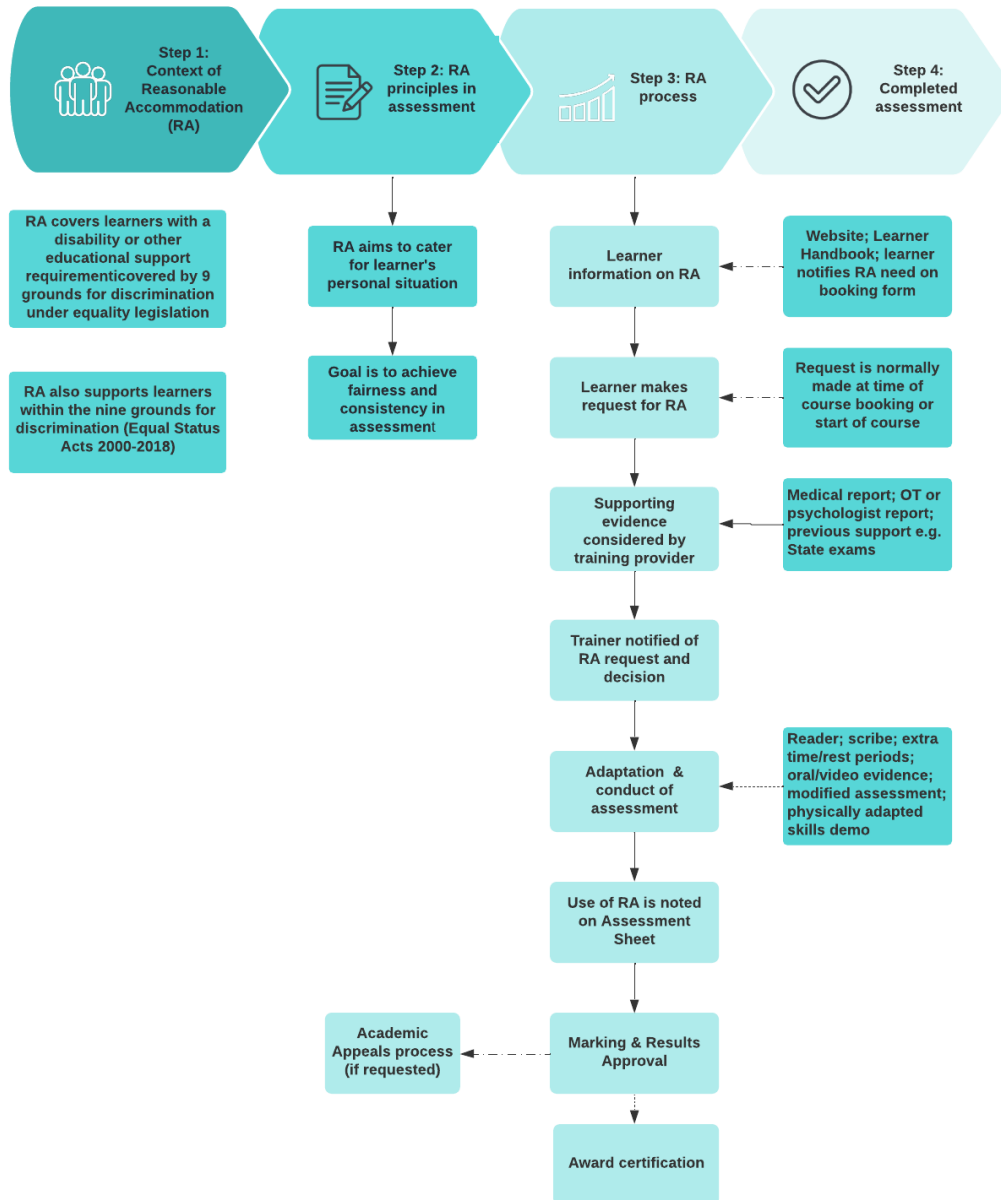 Step 1:
Context of
Reasonable
Accommodation
(RA)
Step 2: RA
principles in
assessment
Step 3: RA
process
Step 4:
Completed
assessment
RA covers learners with a
disability or other
educational support
requirementicovered by 9
grounds for discrimination
under equality legislation
RA also supports learners
within the nine grounds for
discrimination (Equal Status
Acts 2000-2018)
RA aims to cater
for learner's
personal situation
Goal is to achieve
fairness and
consistency in
assessment
Learner
information on RA
Website; Learner
Handbook; learner
notifies RA need on
booking form
Learner makes
request for RA
Request is normally
made at time of
course booking or
start of course
Supporting
evidence
considered by
training provider
Medical report; OT or
psychologist report;
previous support e.g.
State exams
Trainer notified of
RA request and
decision
Adaptation & 
conduct of
assessment
Reader; scribe; extra
time/rest periods;
oral/video evidence;
modified assessment;
physically adapted
skills demo
Use of RA is noted
on Assessment
Sheet
Marking & Results
Approval
Academic
Appeals process
(if requested)
Award certification